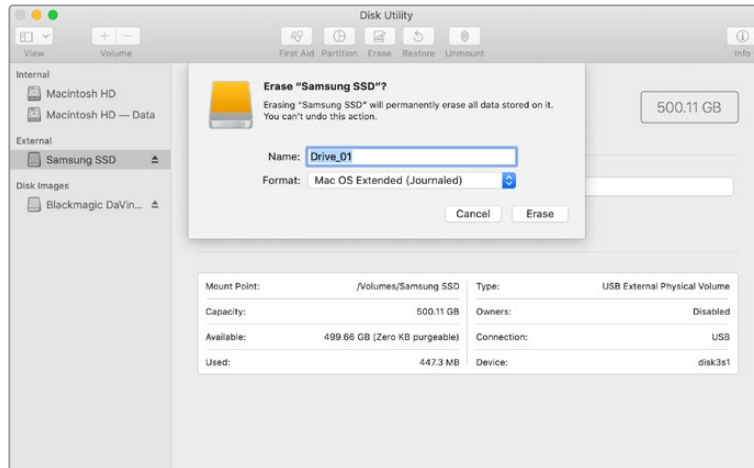 Disk Utility
View
Volume
First Aid
Partition
Erase
Restore
Unmount
Info
Internal
Macintosh HD
Macintosh HD — Data
External
Samsung SSD
Disk Images
Blackmagic DaVin...
Erase “Samsung SSD”?
Erasing “Samsung SSD” will permanently erase all data stored on it.
You can’t undo this action.
Name: Drive_01
Format: Mac OS Extended (Journaled)
Cancel
Erase
500.11 GB
Mount Point: /Volumes/Samsung SSD
Capacity: 500.11 GB
Available: 499.66 GB (Zero KB purgeable)
Used: 447.3 MB
Type: USB External Physical Volume
Owners: Disabled
Connection: USB
Device: disk3s1